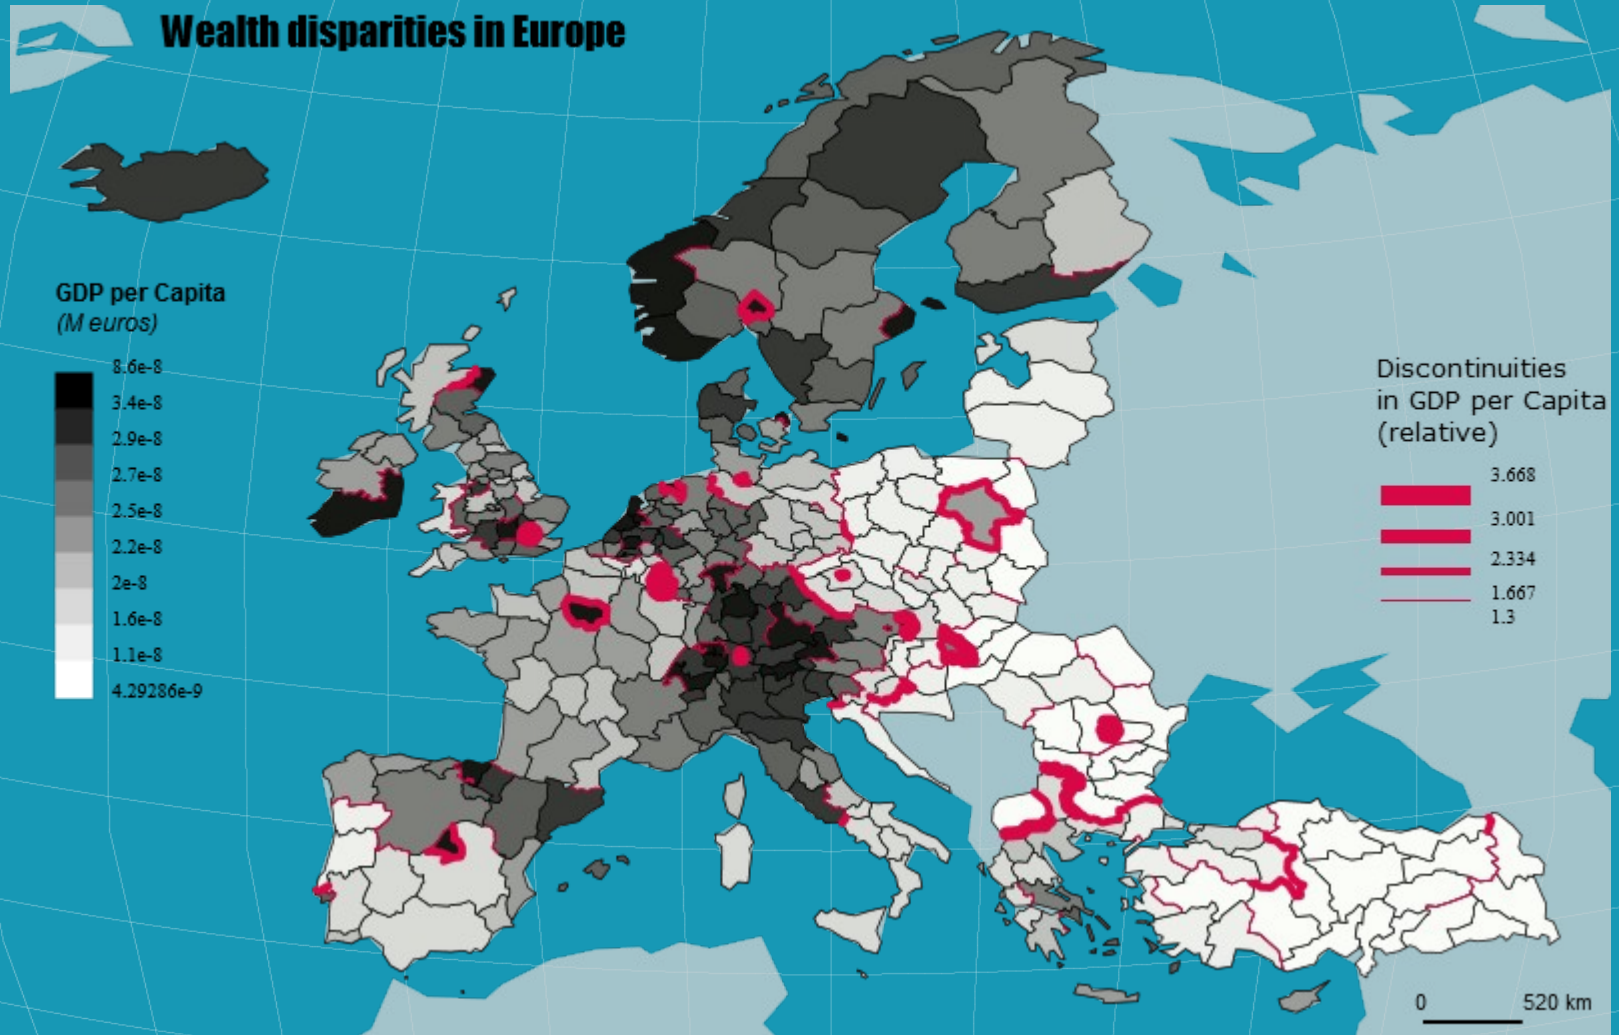 Wealth disparities in Europe
GDP per Capita
(M euros)
8.6e-8
3.4e-8
2.9e-8
2.7e-8
2.5e-8
2.2e-8
2e-8
1.6e-8
1.1e-8
4.29286e-9
Discontinuities
in GDP per Capita
(relative)
3.668
3.001
2.334
1.667
1.3
0 520 km